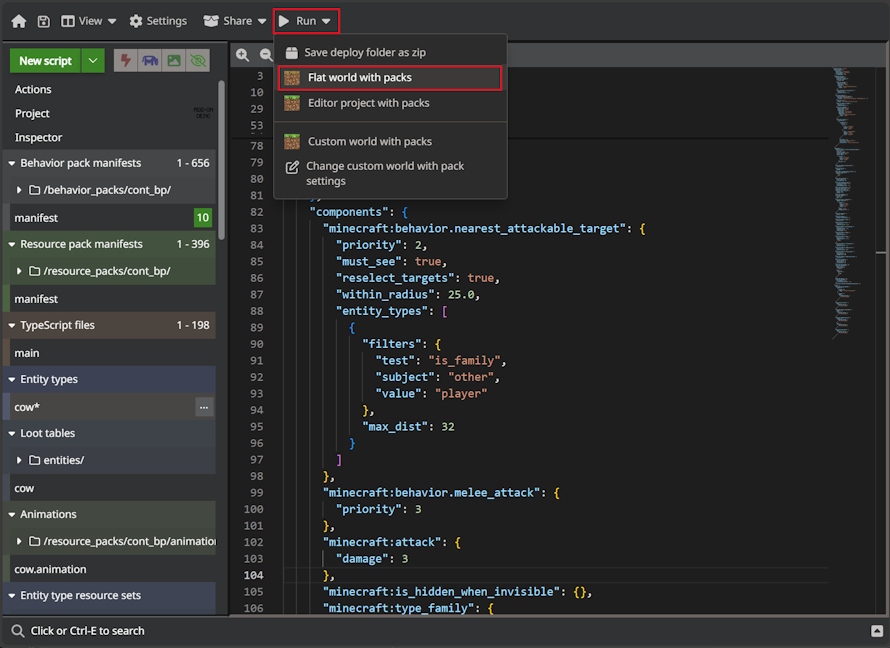 View
Settings
Share
Run
New script
Actions
Project
Inspector
Behavior pack manifests 1 - 656
/behavior_packs/cont_bp/
manifest 10
Resource pack manifests 1 - 396
/resource_packs/cont_bp/
manifest
TypeScript files 1 - 198
main
Entity types
cow* ...
Loot tables
entities/
cow
Animations
/resource_packs/cont_bp/animation
cow.animation
Entity type resource sets
Save deploy folder as zip
Flat world with packs
Editor project with packs
Custom world with packs
Change custom world with pack
settings
3
10
29
53
78
79
80
81 },
82 "components": {
83 "minecraft:behavior.nearest_attackable_target": {
84 "priority": 2,
85 "must_see": true,
86 "reselect_targets": true,
87 "within_radius": 25.0,
88 "entity_types": [
89 {
90 "filters": {
91 "test": "is_family",
92 "subject": "other",
93 "value": "player"
94 },
95 "max_dist": 32
96 }
97 ]
98 },
99 "minecraft:behavior.melee_attack": {
100 "priority": 3
101 },
102 "minecraft:attack": {
103 "damage": 3
104 },
105 "minecraft:is_hidden_when_invisible": {},
106 "minecraft:type_family": {
Click or Ctrl-E to search